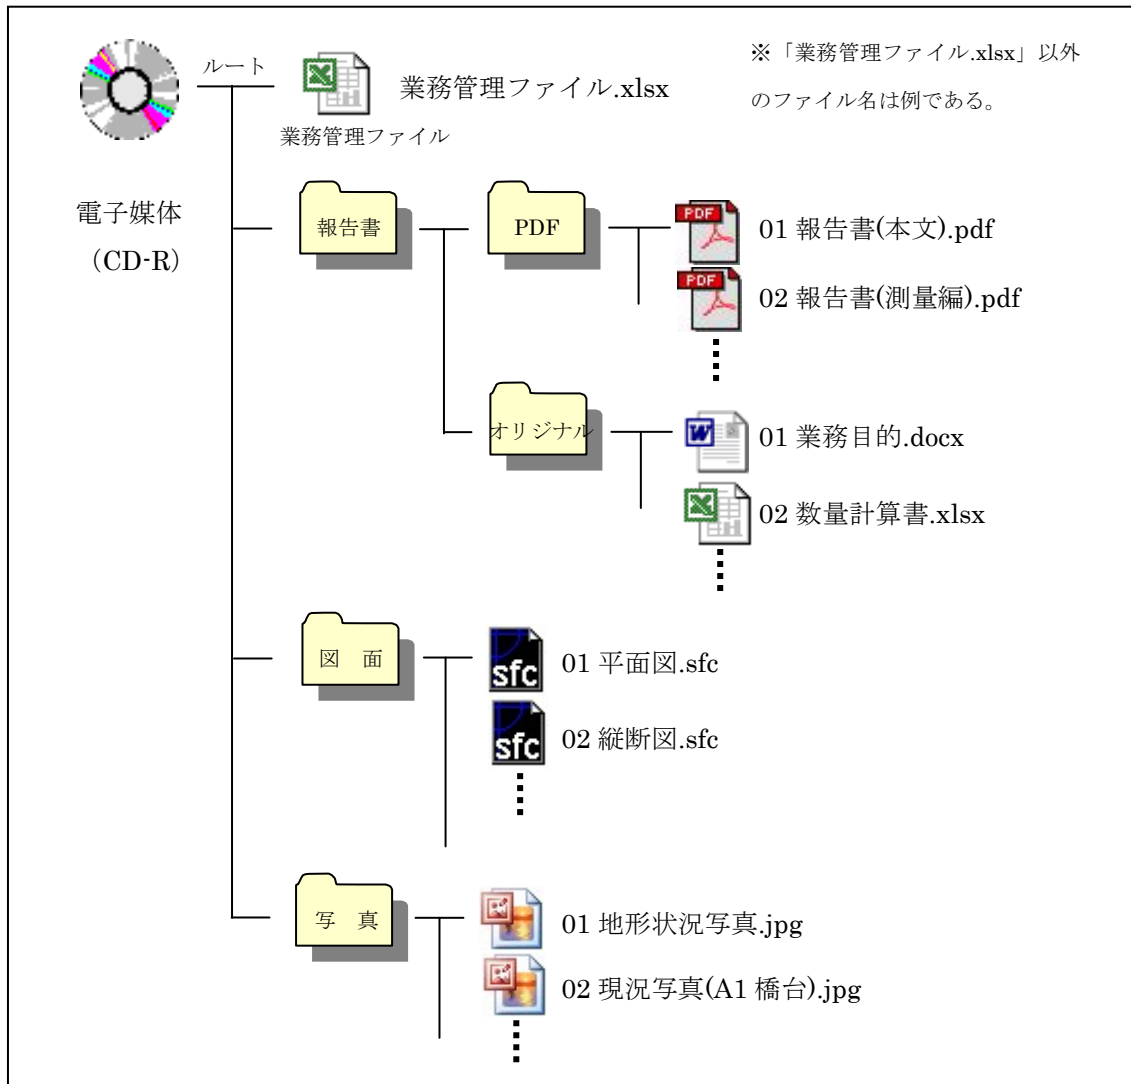 ルート
業務管理ファイル.xlsx
業務管理ファイル
※「業務管理ファイル.xlsx」以外
のファイル名は例である。
電子媒体
（CD-R）
報告書
PDF
PDF
01 報告書(本文).pdf
PDF
02 報告書(測量編).pdf
オリジナル
W
01 業務目的.docx
02 数量計算書.xlsx
図 面
sfc
01 平面図.sfc
sfc
02 縦断図.sfc
写 真
01 地形状況写真.jpg
02 現況写真(A1 橋台).jpg